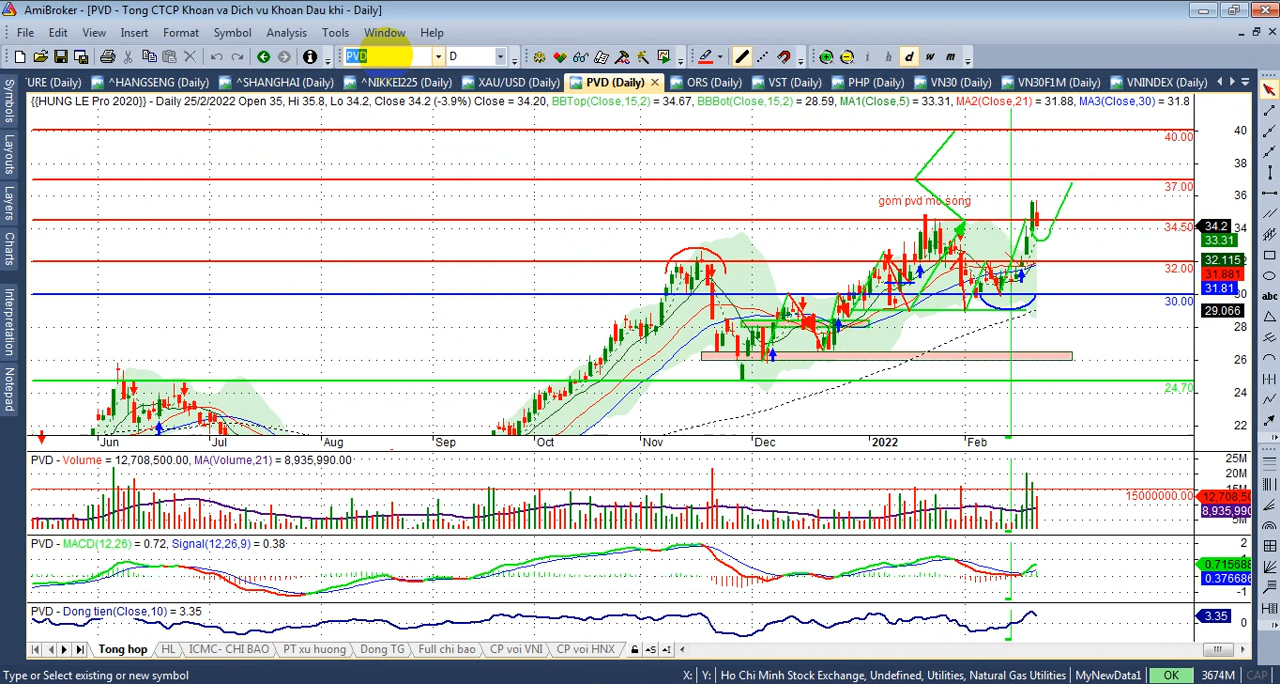 AmiBroker - [PVD - Tong CTCP Khoan va Dich vu Khoan Dau khi - Daily]
File Edit View Insert Format Symbol Analysis Tools Window Help
PVD D i d w m
'URE (Daily) ^HANGSENG (Daily) ^SHANGHAI (Daily) ^NIKKEI225 (Daily) XAU/USD (Daily) PVD (Daily) ORS (Daily) VST (Daily) PHP (Daily) VN30 (Daily) VN30F1M (Daily) VNINDEX (Daily)
Symbols
Layouts
Layers
Charts
Interpretation
Notepad
{{HUNG LE Pro 2020}} - Daily 25/2/2022 Open 35, Hi 35.8, Lo 34.2, Close 34.2 (-3.9%) Close = 34.20, BBTop(Close,15,2) = 34.67, BBBot(Close,15,2) = 28.59, MA1(Close,5) = 33.31, MA2(Close,21) = 31.88, MA3(Close,30) = 31.8
40
40.00
38
37.00
36
gom pvd mo song
34.50
34.2
34
33.31
32.115
32.00
31.881
31.81
30
30.00
29.066
28
26
24.70
24
22
abc
Jun Jul Aug Sep Oct Nov Dec 2022 Feb
PVD - Volume = 12,708,500.00, MA(Volume,21) = 8,935,990.00
25M
20M
15M
15000000.00
12,708,50
8,935,990
5M
PVD - MACD(12,26) = 0.72, Signal(12,26,9) = 0.38
2
1
0.715688
0.376686
-1
PVD - Dong tien(Close,10) = 3.35
3.35
0
Tong hop HL ICMC- CHI BAO PT xu huong Dong TG Full chi bao CP voi VNI CP voi HNX
Type or Select existing or new symbol X: Y: Ho Chi Minh Stock Exchange, Undefined, Utilities, Natural Gas Utilities MyNewData1 OK 3674M CAP